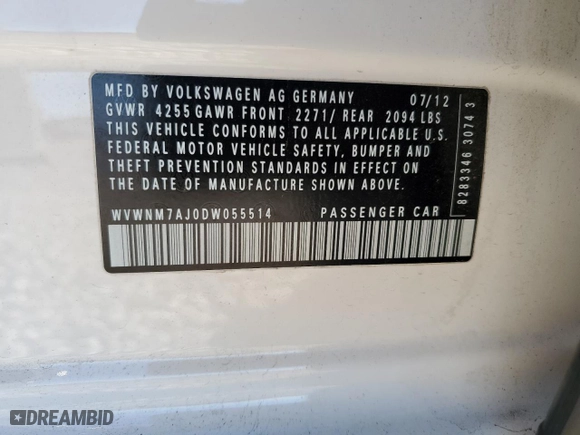 MFD BY VOLKSWAGEN AG GERMANY 07/12
GVWR 4255 GAWR FRONT 2271/ REAR 2094 LBS
THIS VEHICLE CONFORMS TO ALL APPLICABLE U.S.
FEDERAL MOTOR VEHICLE SAFETY, BUMPER AND
THEFT PREVENTION STANDARDS IN EFFECT ON
THE DATE OF MANUFACTURE SHOWN ABOVE.
WVWNM7AJ0DW055514 PASSENGER CAR
8283346 3074 3
DREAMBID